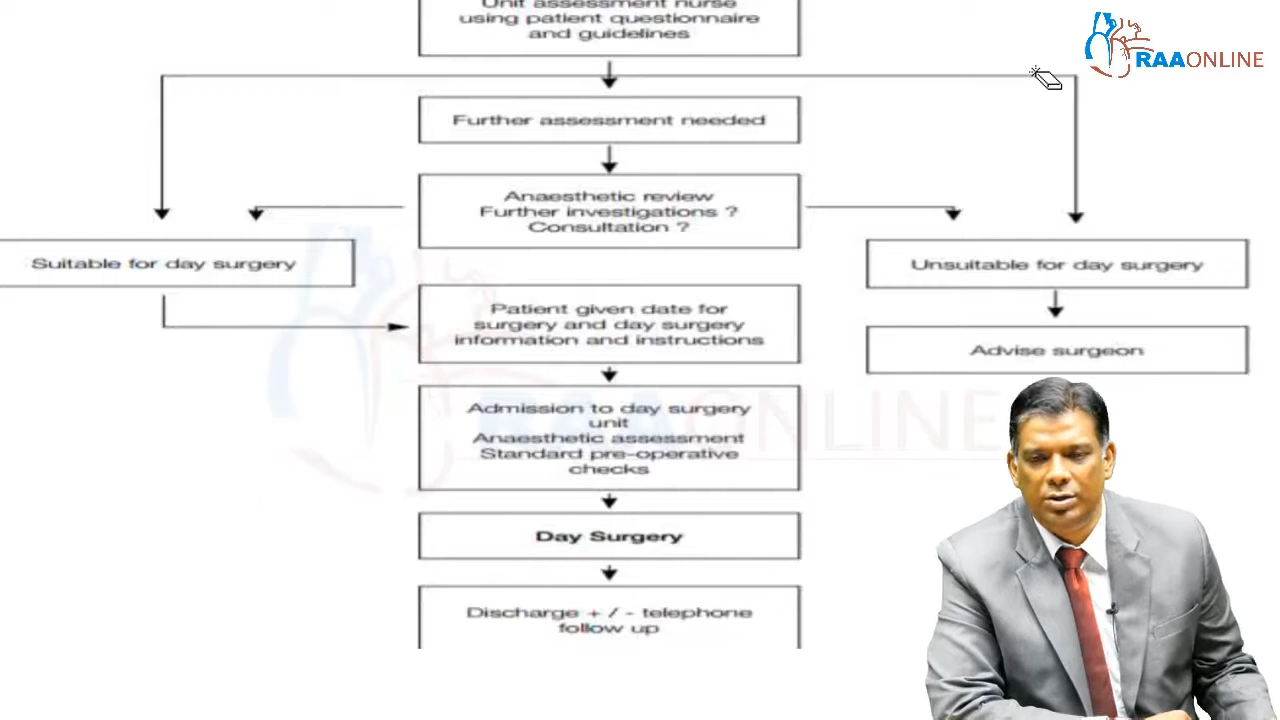 Unit assessment nurse
using patient questionnaire
and guidelines
RAAONLINE
Further assessment needed
Anaesthetic review
Further investigations ?
Consultation ?
Suitable for day surgery
Unsuitable for day surgery
Patient given date for
surgery and day surgery
information and instructions
Advise surgeon
Admission to day surgery
unit
Anaesthetic assessment
Standard pre-operative
checks
RAAONLINE
Day Surgery
Discharge + / - telephone
follow up